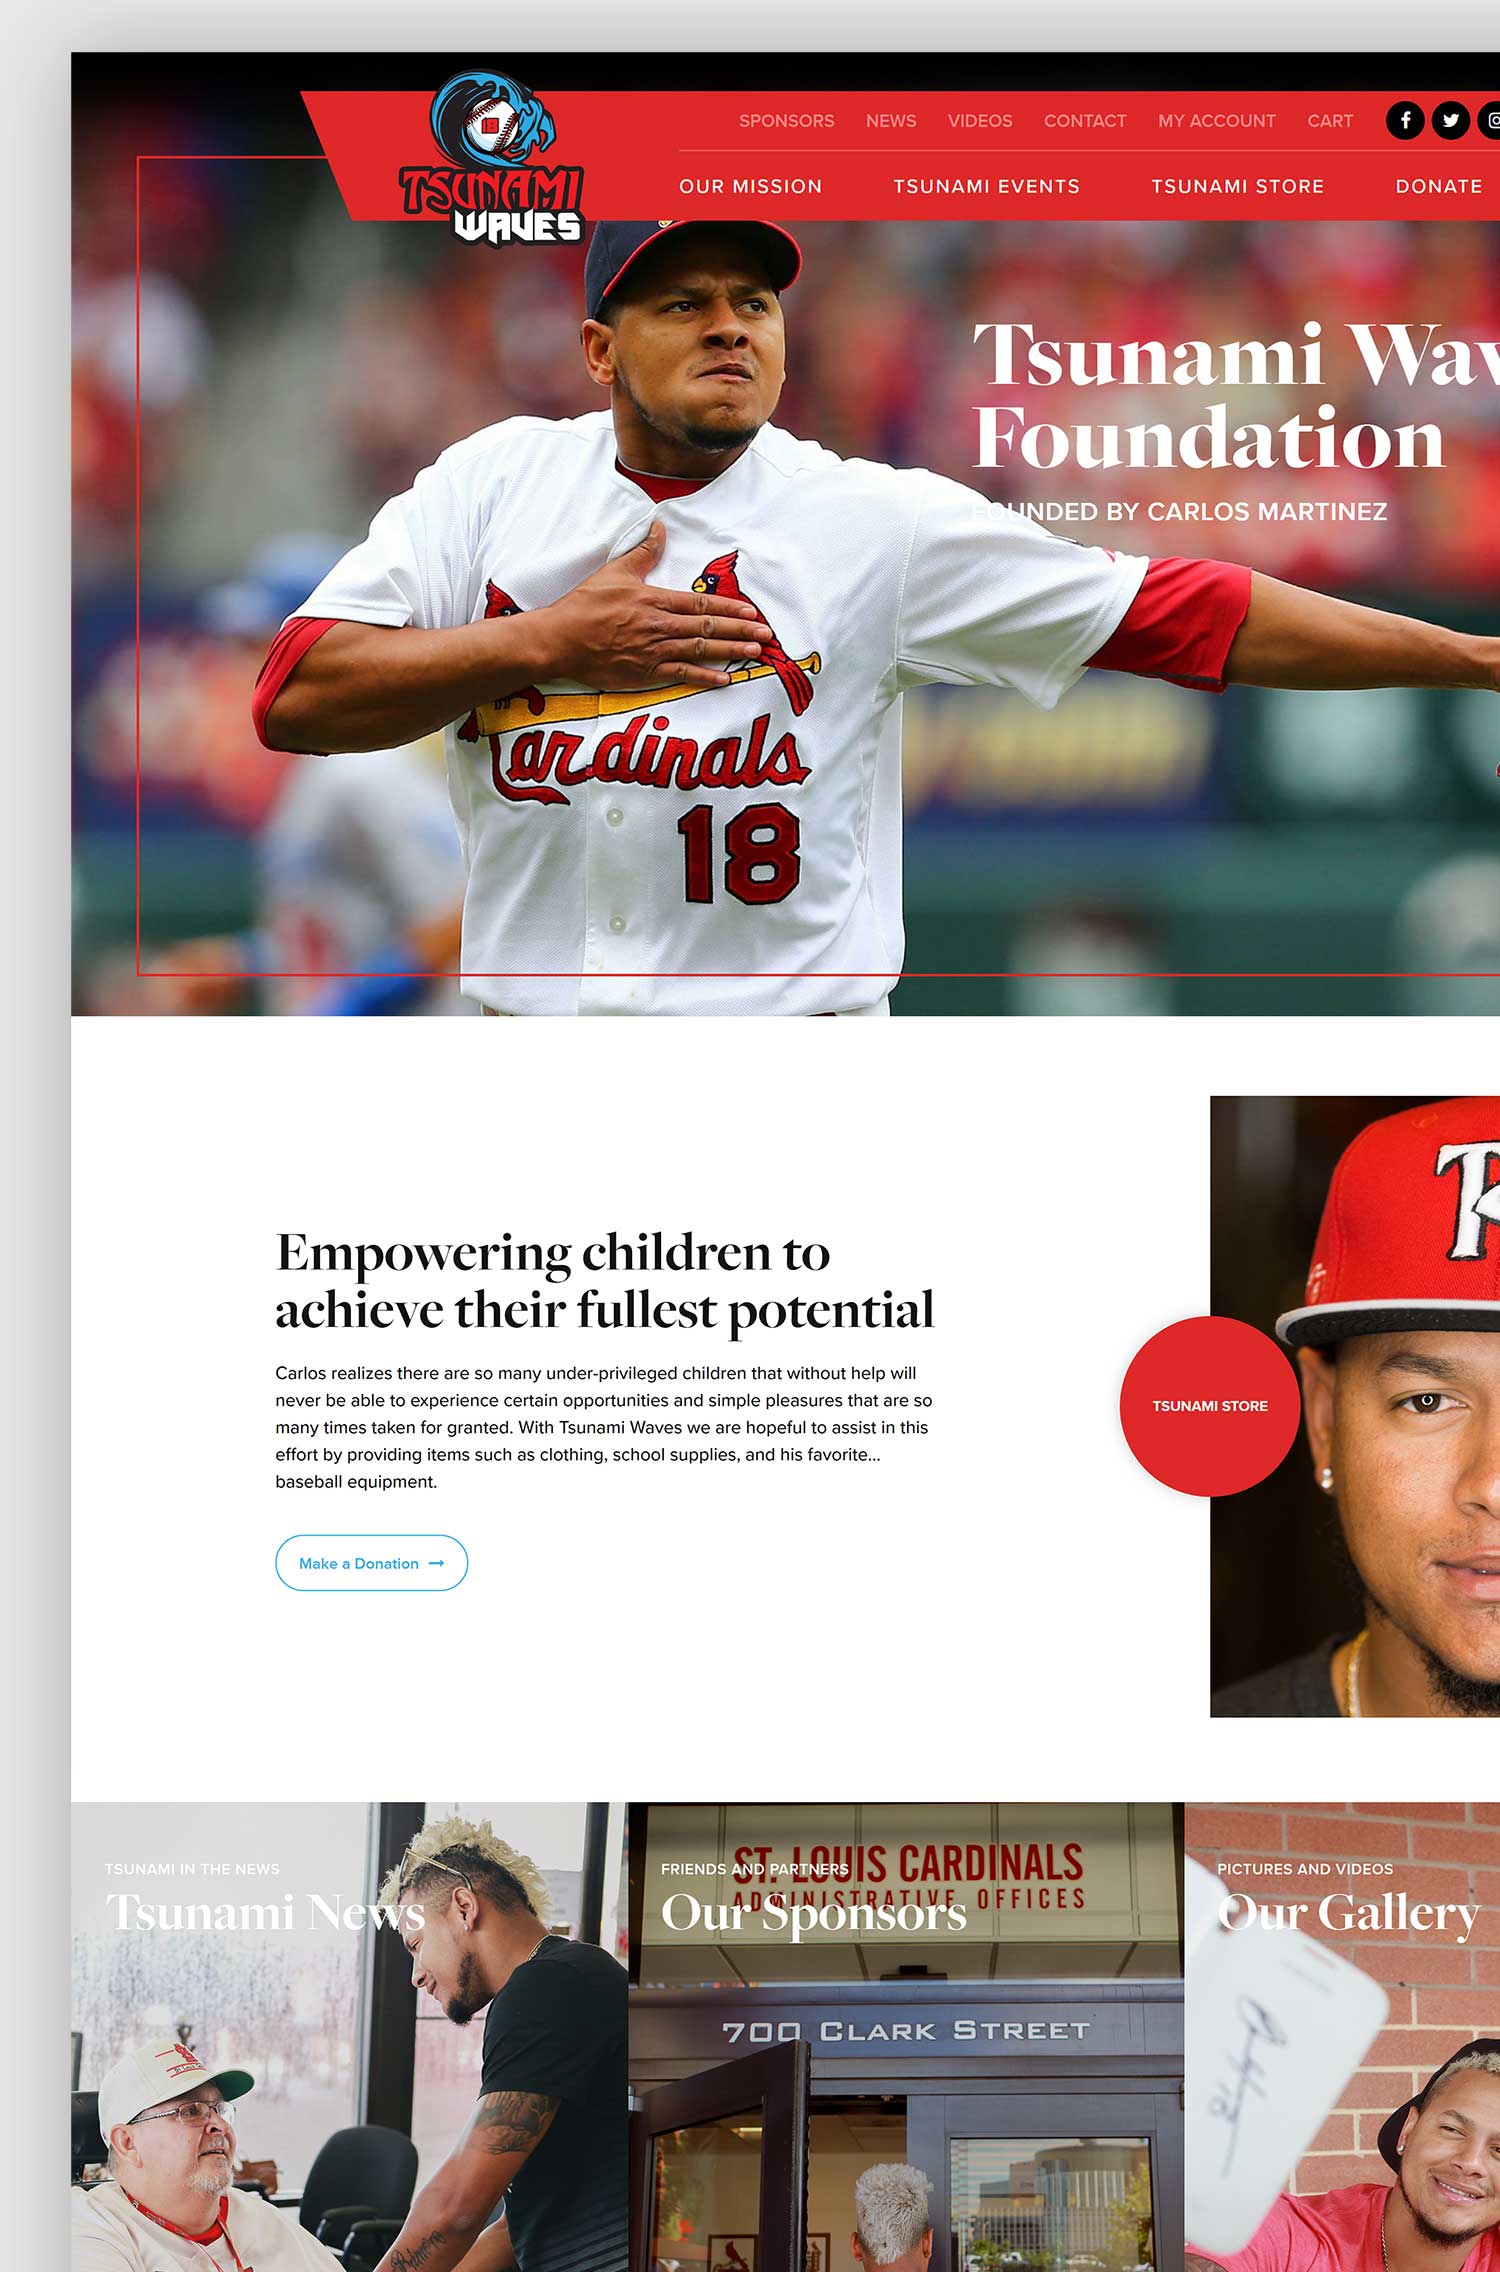 18
TSUNAMI
WAVES
SPONSORS NEWS VIDEOS CONTACT MY ACCOUNT CART
OUR MISSION TSUNAMI EVENTS TSUNAMI STORE DONATE
Tsunami Wav
Foundation
FOUNDED BY CARLOS MARTINEZ
Cardinals
18
Empowering children to
achieve their fullest potential
Carlos realizes there are so many under-privileged children that without help will
never be able to experience certain opportunities and simple pleasures that are so
many times taken for granted. With Tsunami Waves we are hopeful to assist in this
effort by providing items such as clothing, school supplies, and his favorite...
baseball equipment.
Make a Donation
TSUNAMI STORE
TSUNAMI IN THE NEWS
Tsunami News
FRIENDS AND PARTNERS
Our Sponsors
ST. LOUIS CARDINALS
ADMINISTRATIVE OFFICES
700 CLARK STREET
PICTURES AND VIDEOS
Our Gallery